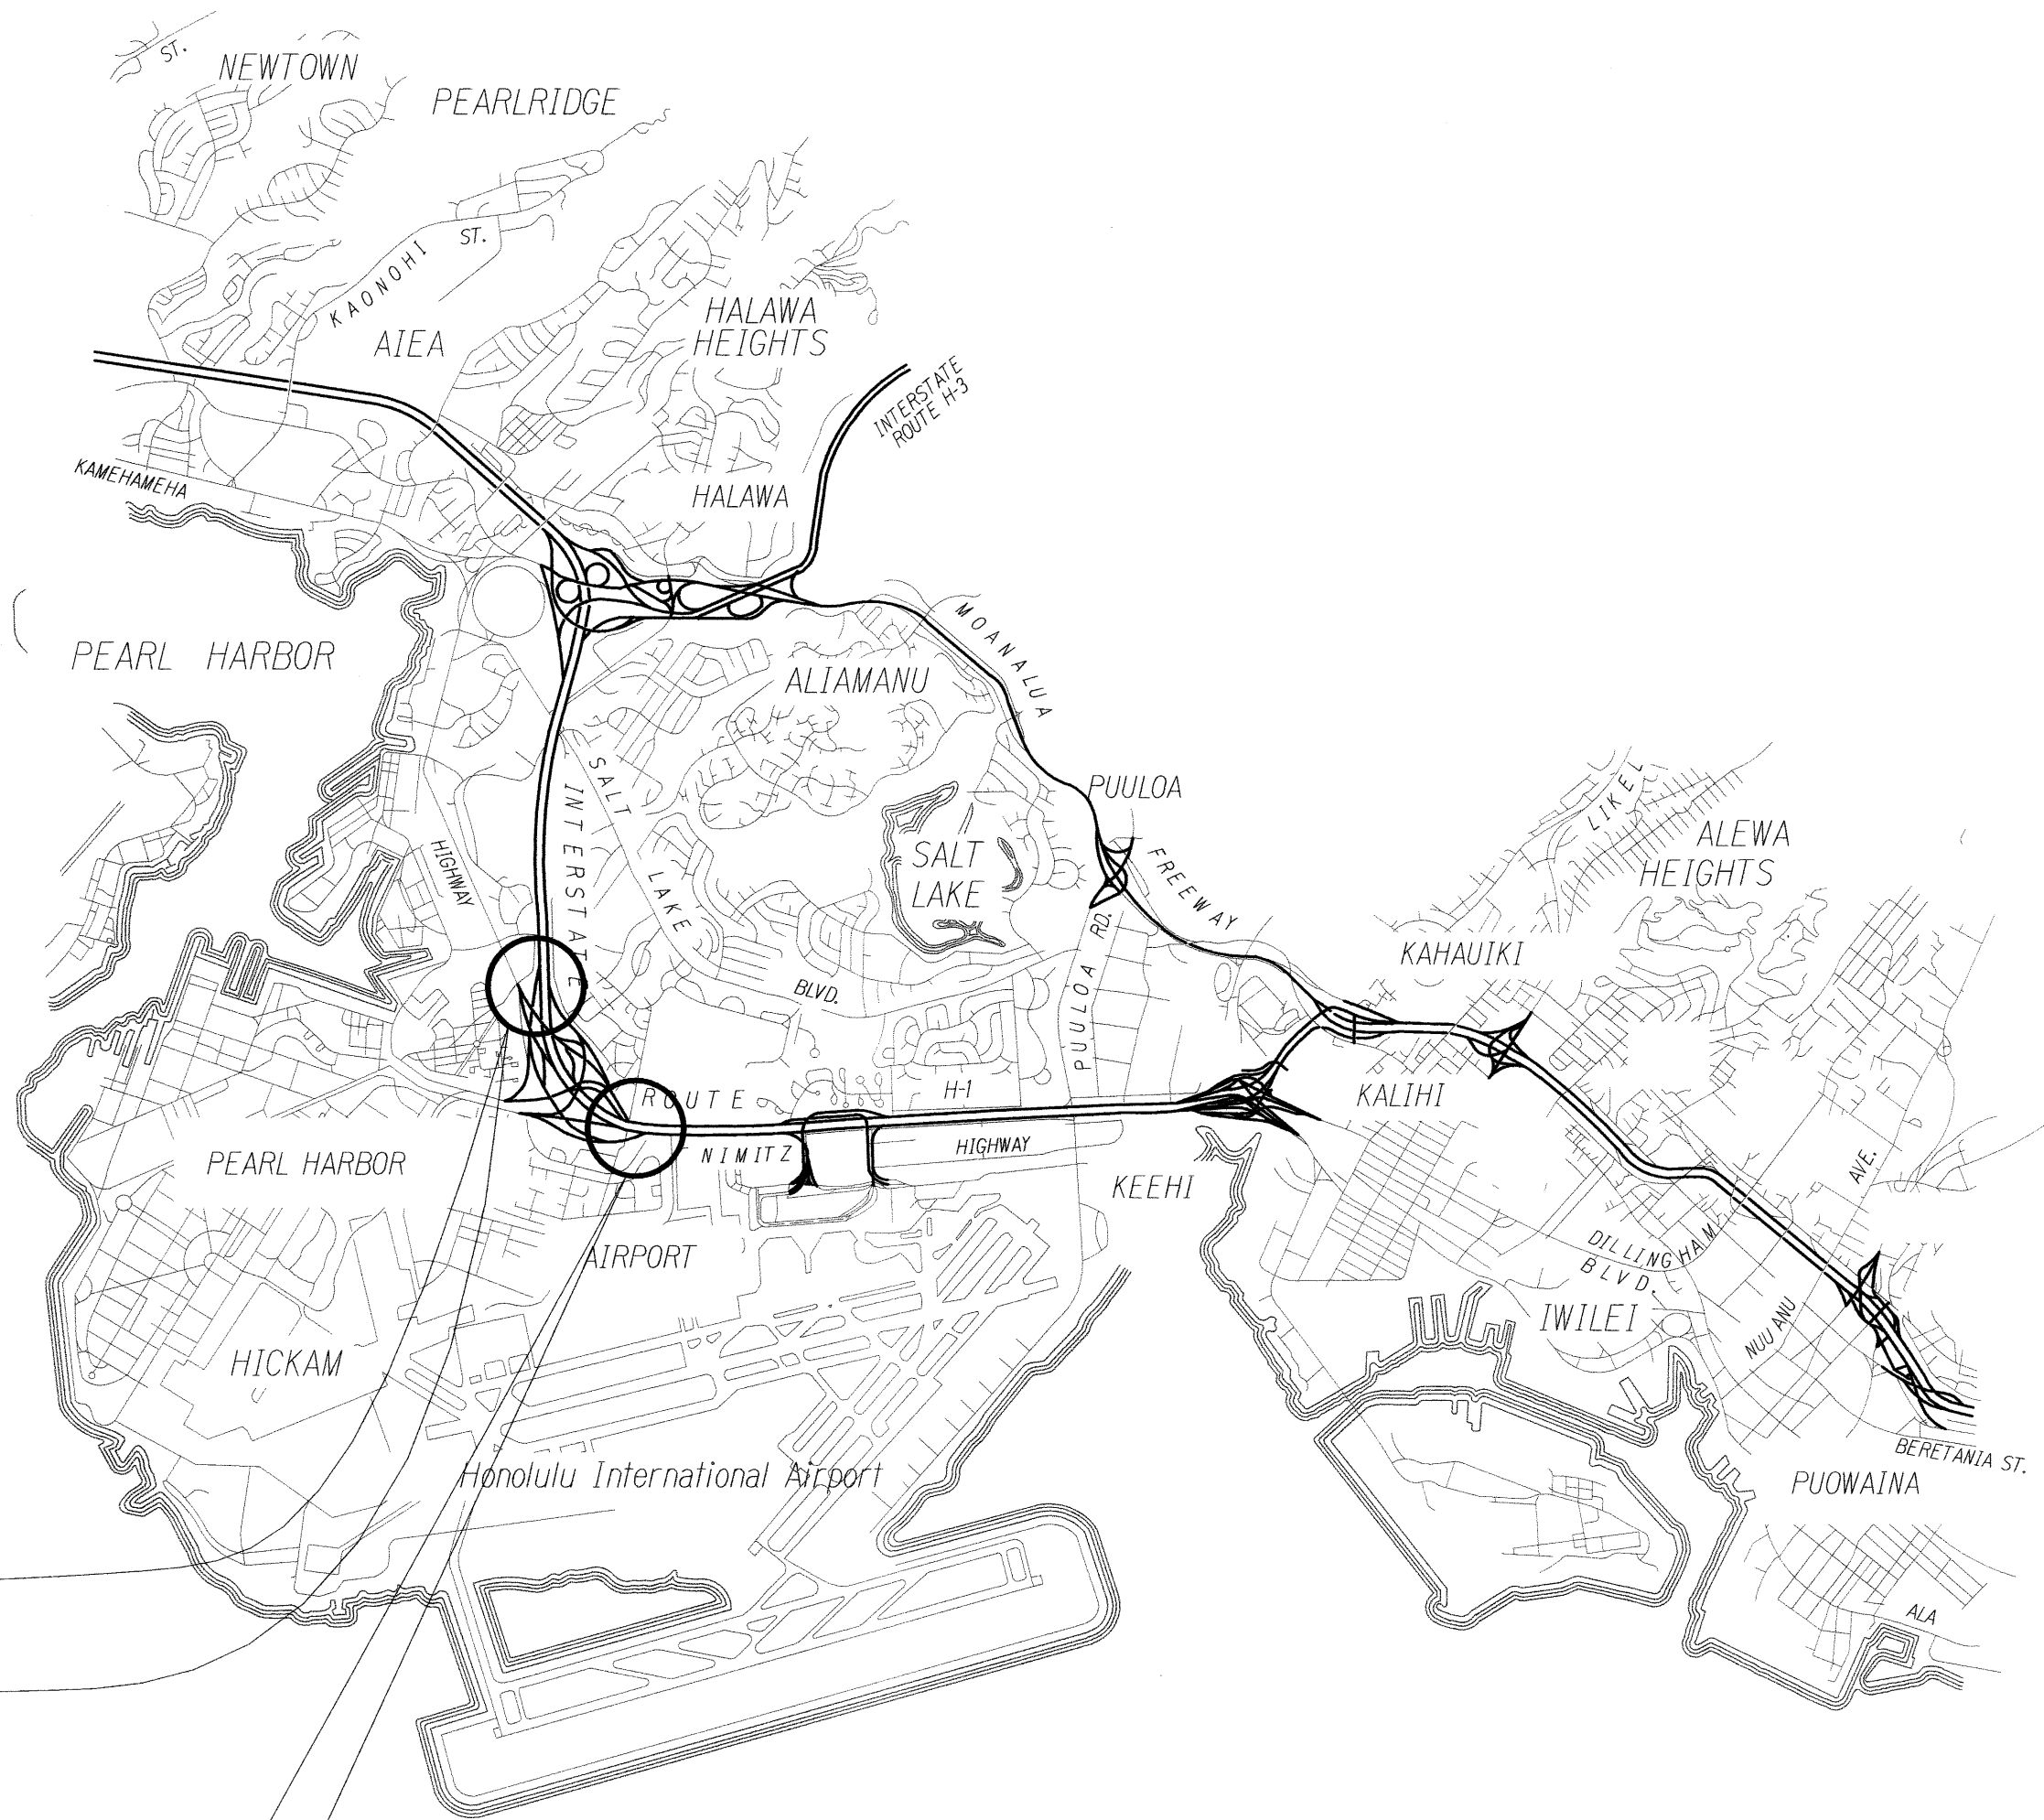 ST.
NEWTOWN
PEARLRIDGE
KAONOHI ST.
HALAWA
HEIGHTS
AIEA
INTERSTATE
ROUTE H-3
KAMEHAMEHA
HALAWA
MOANALUA
PEARL HARBOR
ALIAMANU
SALT
LAKE
INTERSTATE
PUULOA
HIGHWAY
SALT
LAKE
FREEWAY
LIKEL
ALEWA
HEIGHTS
RD.
PUULOA
KAHAUIKI
BLVD.
ROUTE
H-1
KALIHI
PEARL HARBOR
NIMITZ
HIGHWAY
KEEHI
AVE.
AIRPORT
DILLINGHAM
BLVD.
IWILEI
NUUANU
HICKAM
BERETANIA ST.
Honolulu International Airport
PUOWAINA
ALA